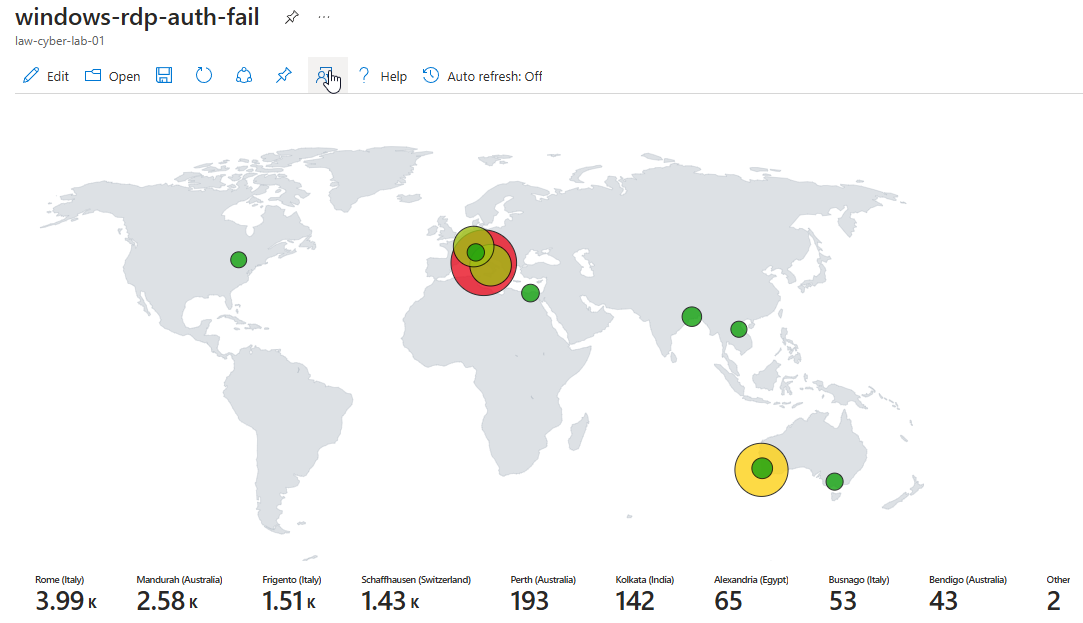 windows-rdp-auth-fail
law-cyber-lab-01
Edit Open Help Auto refresh: Off
Rome (Italy) Mandurah (Australia) Frigento (Italy) Schaffhausen (Switzerland) Perth (Australia) Kolkata (India) Alexandria (Egypt) Busnago (Italy) Bendigo (Australia) Other
3.99 K 2.58 K 1.51 K 1.43 K 193 142 65 53 43 2